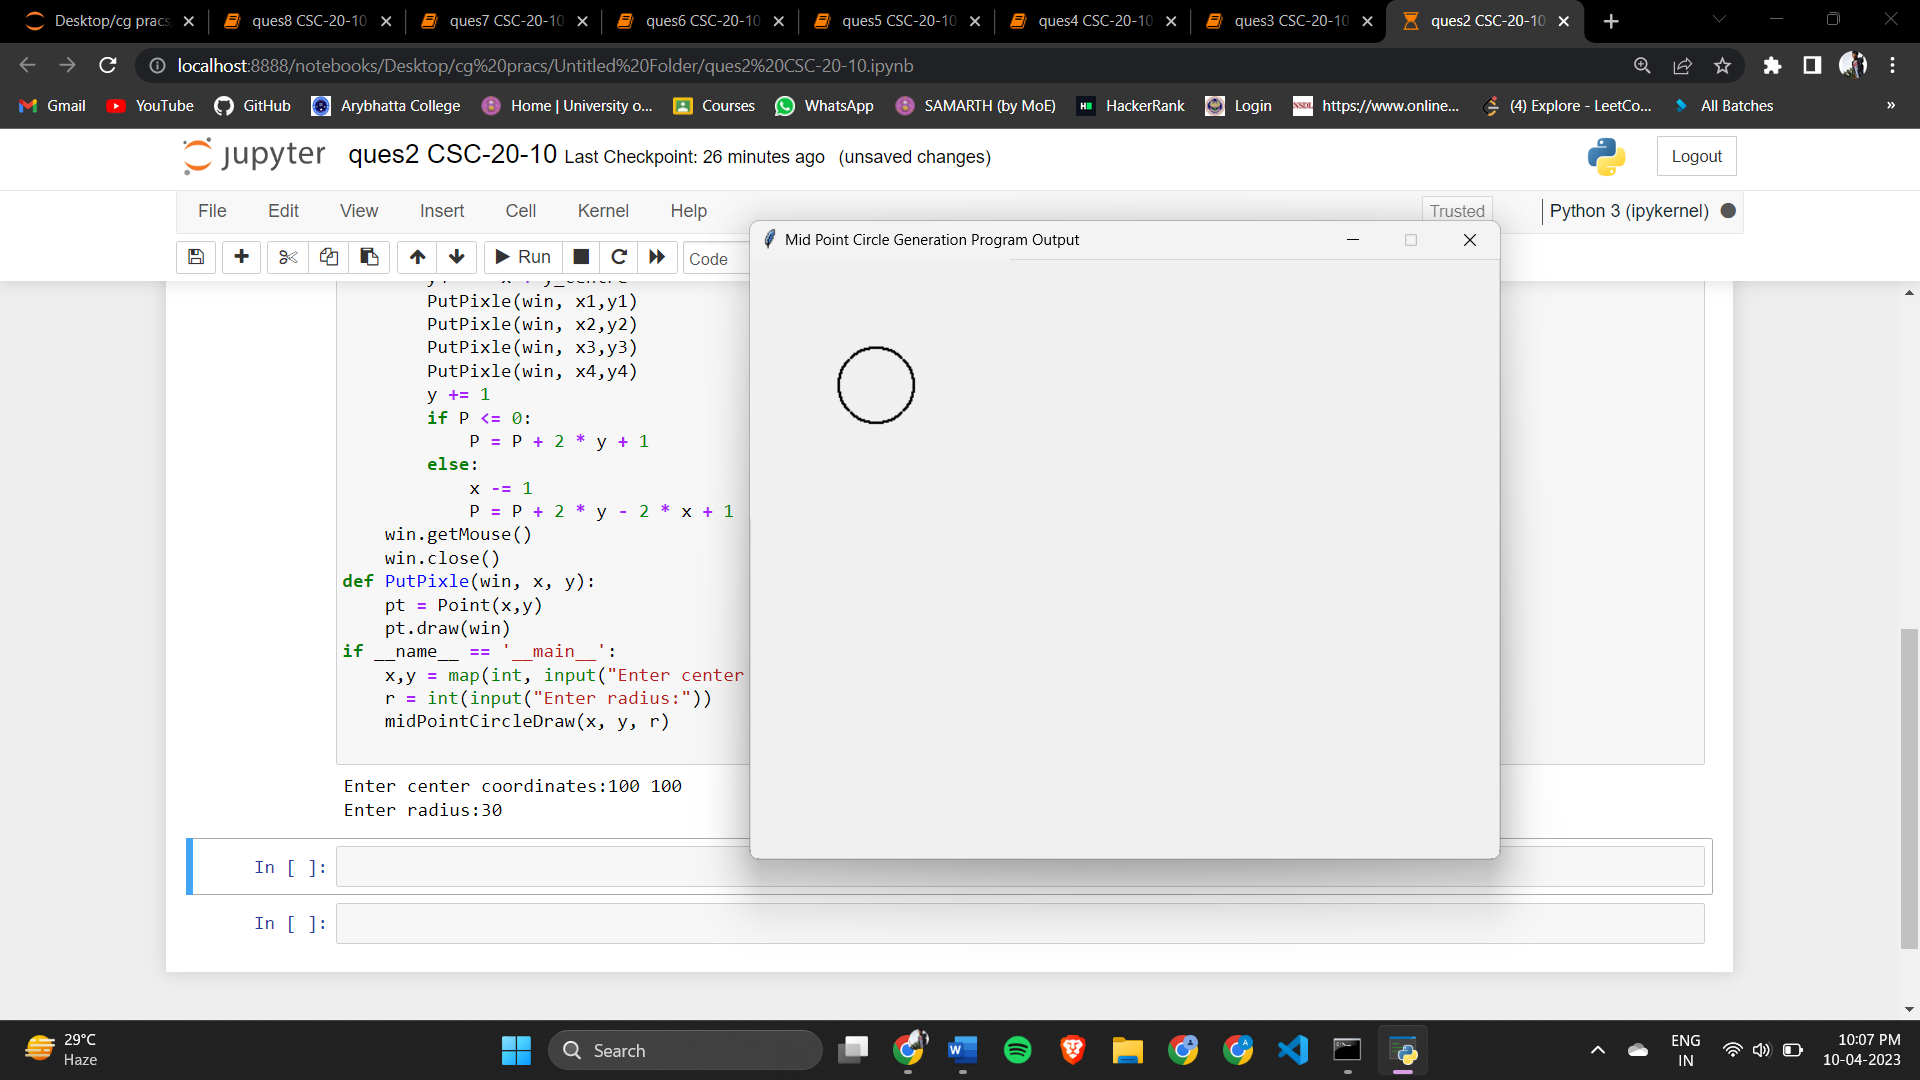 Desktop/cg pracs
ques8 CSC-20-10
ques7 CSC-20-10
ques6 CSC-20-10
ques5 CSC-20-10
ques4 CSC-20-10
ques3 CSC-20-10
ques2 CSC-20-10
localhost:8888/notebooks/Desktop/cg%20pracs/Untitled%20Folder/ques2%20CSC-20-10.ipynb
Gmail
YouTube
GitHub
Arybhatta College
Home | University o...
Courses
WhatsApp
SAMARTH (by MoE)
HackerRank
Login
NSDL
https://www.online...
(4) Explore - LeetCo...
All Batches
»
jupyter
ques2 CSC-20-10 Last Checkpoint: 26 minutes ago (unsaved changes)
Logout
File
Edit
View
Insert
Cell
Kernel
Help
Trusted
Python 3 (ipykernel)
Run
Code
Mid Point Circle Generation Program Output
PutPixle(win, x1,y1)
PutPixle(win, x2,y2)
PutPixle(win, x3,y3)
PutPixle(win, x4,y4)
y += 1
if P <= 0:
P = P + 2 * y + 1
else:
x -= 1
P = P + 2 * y - 2 * x + 1
win.getMouse()
win.close()
def PutPixle(win, x, y):
pt = Point(x,y)
pt.draw(win)
if __name__ == '__main__':
x,y = map(int, input("Enter center
r = int(input("Enter radius:"))
midPointCircleDraw(x, y, r)
Enter center coordinates:100 100
Enter radius:30
In [ ]:
In [ ]:
29°C
Haze
Search
ENG
IN
10:07 PM
10-04-2023